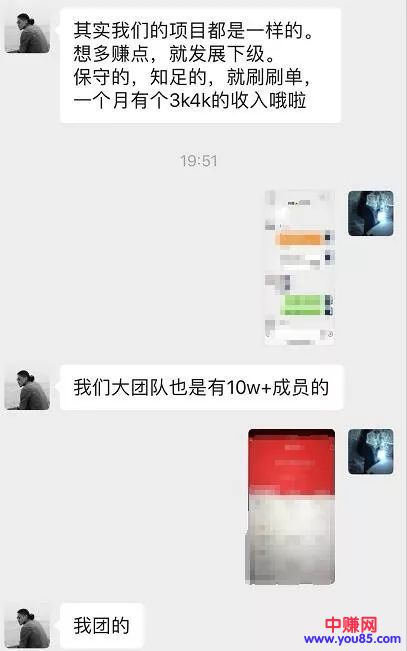 其实我们的项目都是一样的。
想多赚点，就发展下级。
保守的，知足的，就刷刷单，
一个月有个3k4k的收入哦啦
19:51
我们大团队也是有10w+成员的
我团的
中赚网
www.you85.com